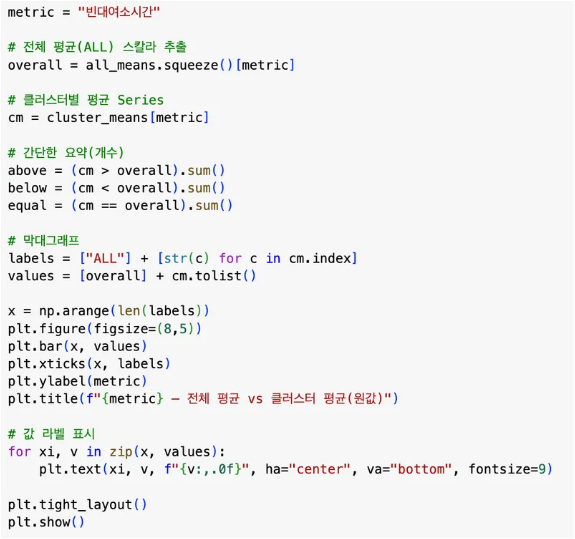 metric = "빈대여소시간"

# 전체 평균(ALL) 스칼라 추출
overall = all_means.squeeze()[metric]

# 클러스터별 평균 Series
cm = cluster_means[metric]

# 간단한 요약(개수)
above = (cm > overall).sum()
below = (cm < overall).sum()
equal = (cm == overall).sum()

# 막대그래프
labels = ["ALL"] + [str(c) for c in cm.index]
values = [overall] + cm.tolist()

x = np.arange(len(labels))
plt.figure(figsize=(8,5))
plt.bar(x, values)
plt.xticks(x, labels)
plt.ylabel(metric)
plt.title(f"{metric} — 전체 평균 vs 클러스터 평균(원값)")

# 값 라벨 표시
for xi, v in zip(x, values):
    plt.text(xi, v, f"{v:,.0f}", ha="center", va="bottom", fontsize=9)

plt.tight_layout()
plt.show()